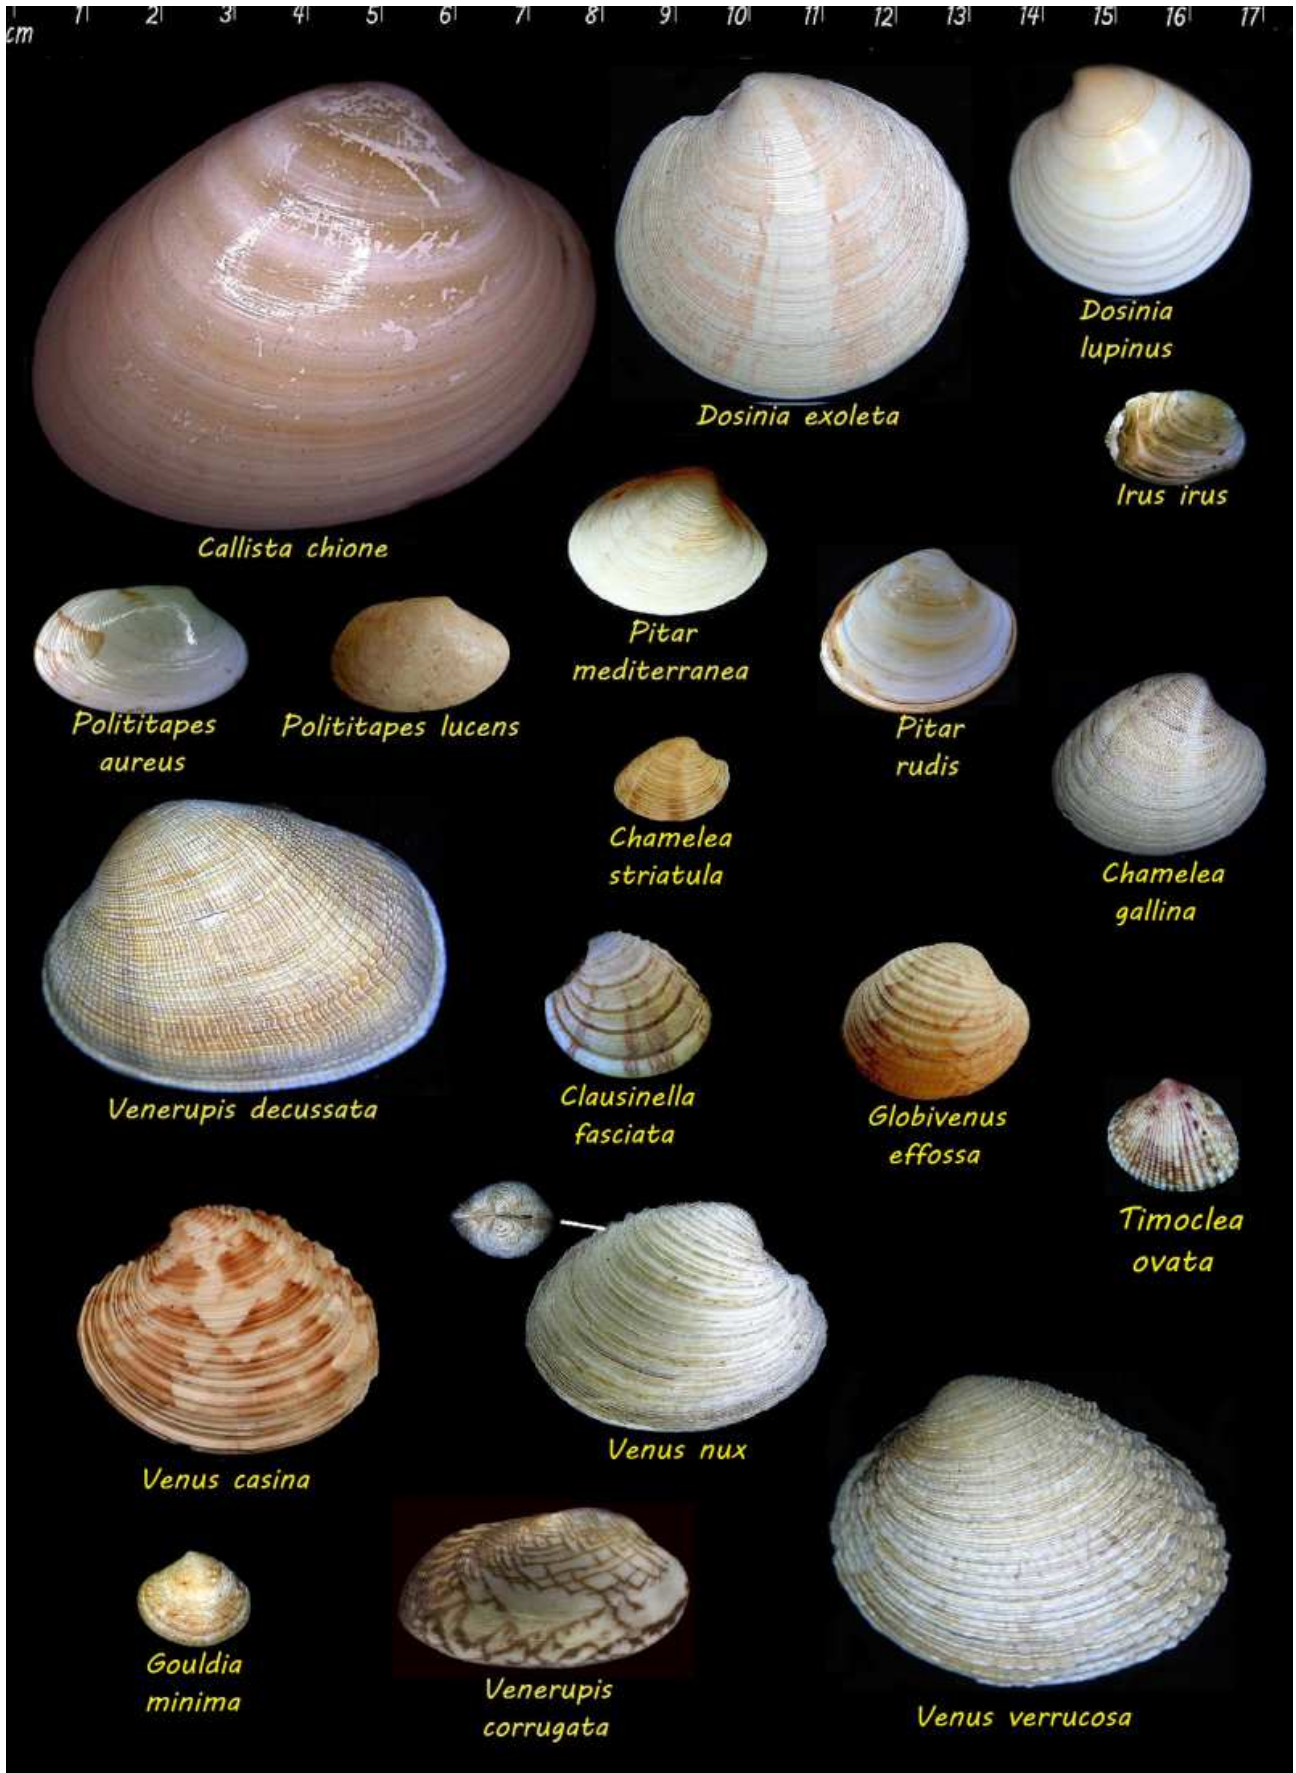 1 2 3 4 5 6 7 8 9 10 11 12 13 14 15 16 17
cm
Dosinia
lupinus
Dosinia exoleta
Irus irus
Callista chione
Pitar
mediterranea
Polititapes
aureus
Polititapes lucens
Pitar
rudis
Chamelea
striatula
Chamelea
gallina
Venerupis decussata
Clausinella
fasciata
Globivenus
effossa
Timoclea
ovata
Venus casina
Venus nux
Gouldia
minima
Venerupis
corrugata
Venus verrucosa